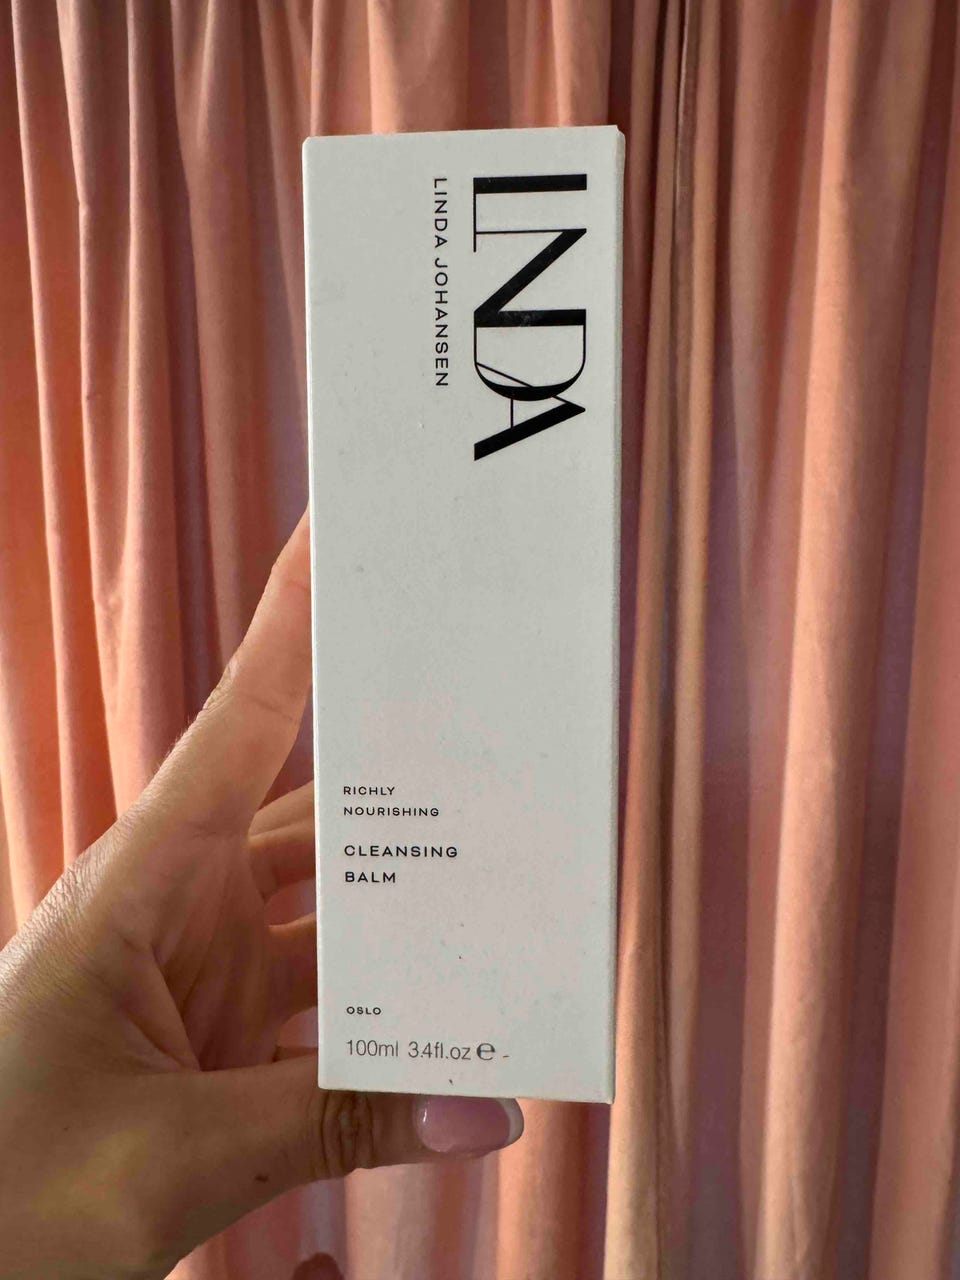 LNDA
LINDA JOHANSEN
RICHLY
NOURISHING
CLEANSING
BALM
OSLO
100ml 3.4fl.oz ℮ -